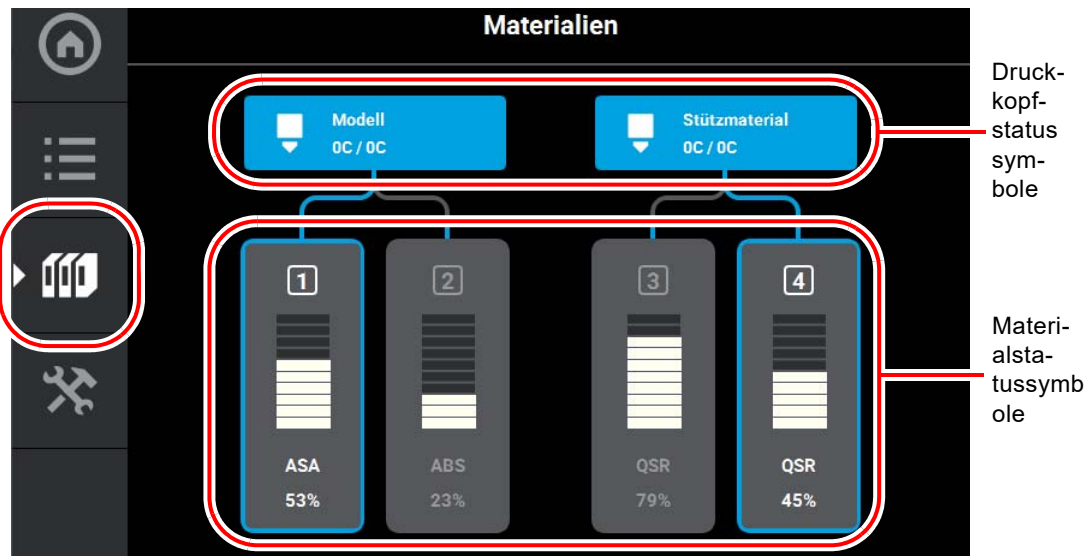 Materialien
Modell
0C / 0C
Stützmaterial
0C / 0C
Druck-
kopf-
status
sym-
bole
1
2
3
4
ASA
ABS
QSR
QSR
53%
23%
79%
45%
Materi-
alsta-
tussymb
ole